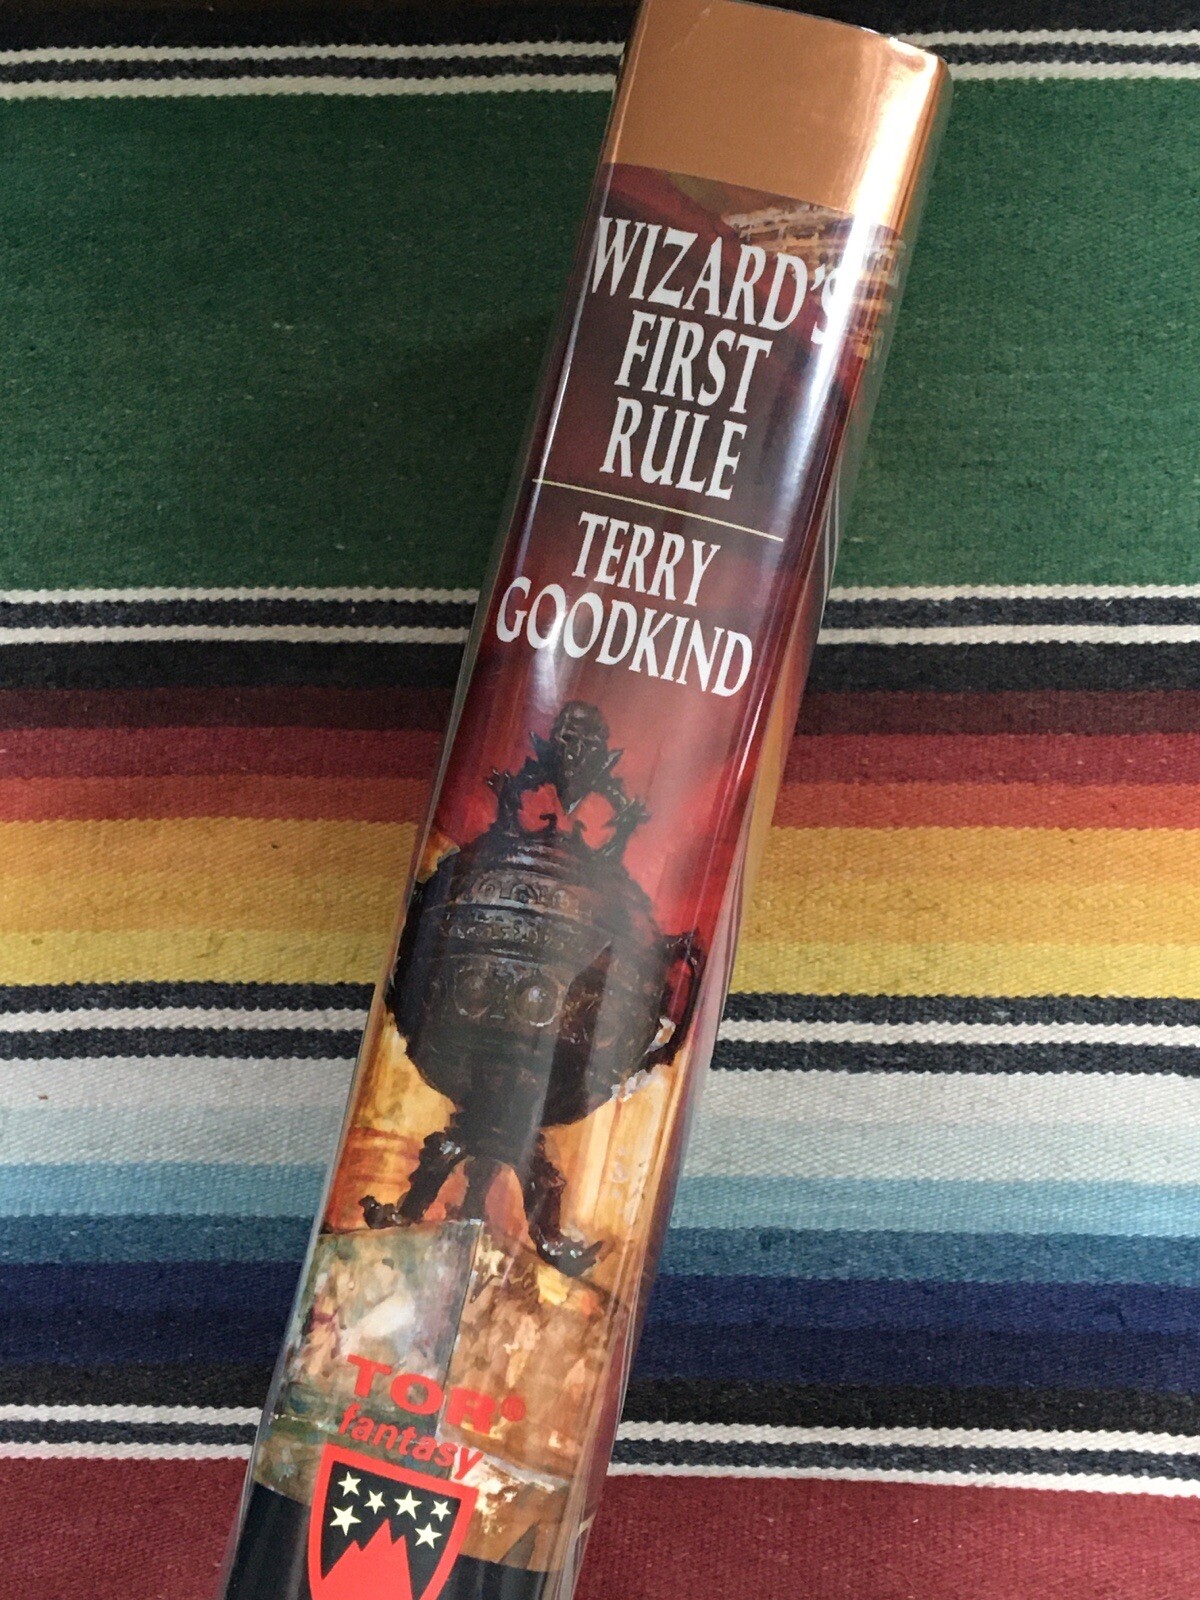 WIZARD'S
FIRST
RULE
TERRY
GOODKIND
TOR®
fantasy